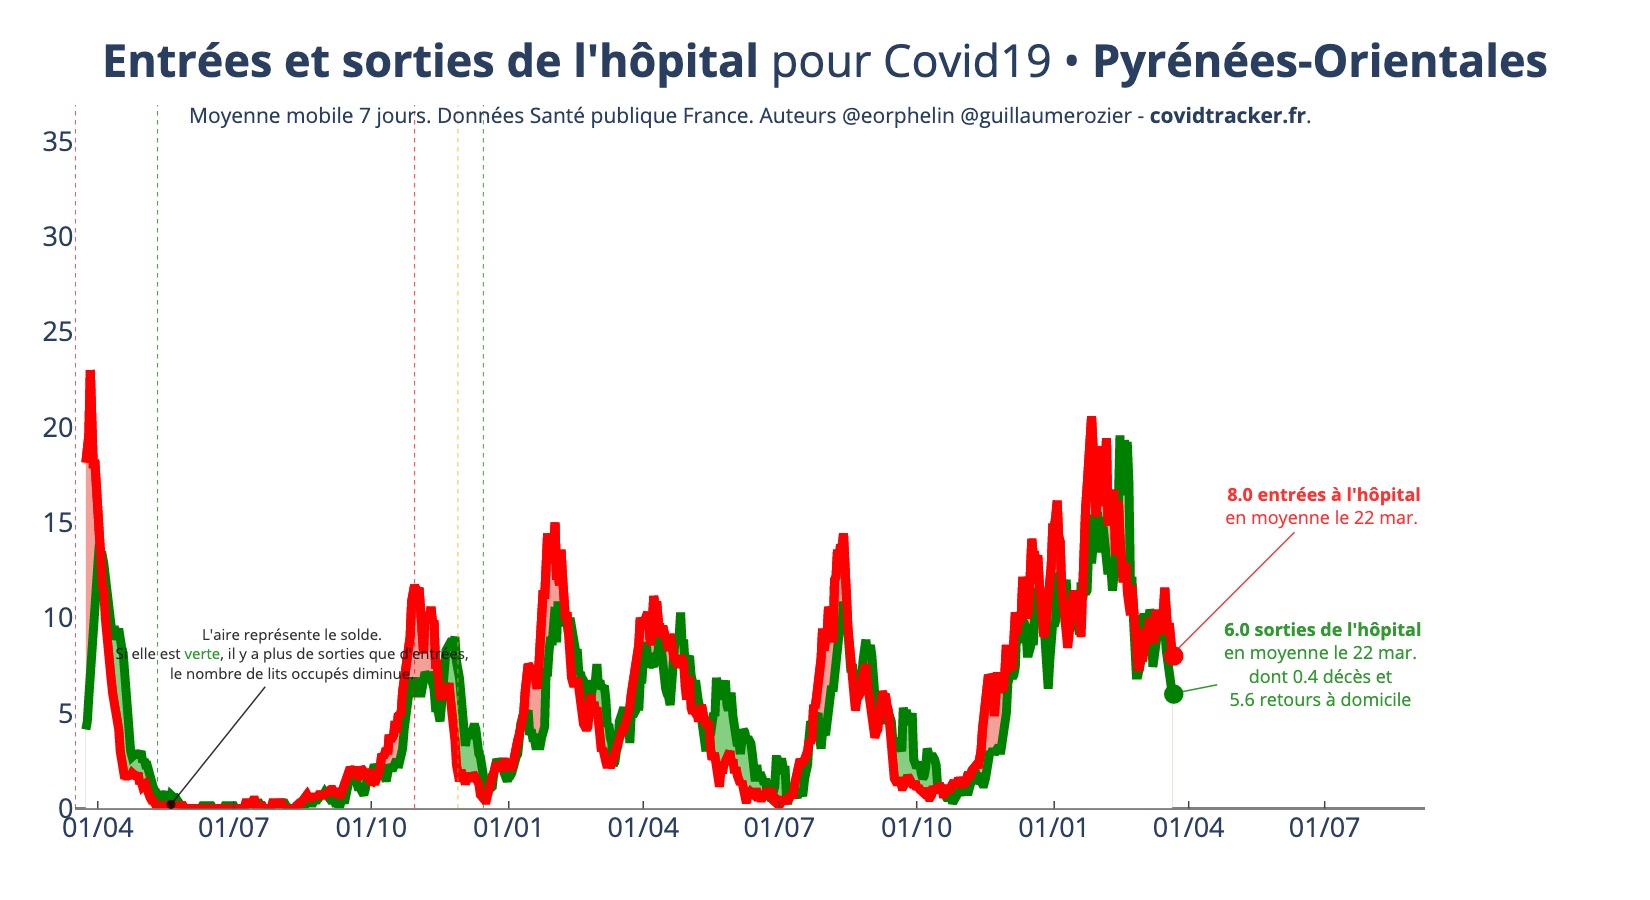 Entrées et sorties de l'hôpital pour Covid19 • Pyrénées-Orientales
Moyenne mobile 7 jours. Données Santé publique France. Auteurs @eorphelin @guillaumerozier - covidtracker.fr.
35
30
25
20
15
10
5
0
8.0 entrées à l'hôpital
en moyenne le 22 mar.
6.0 sorties de l'hôpital
en moyenne le 22 mar.
dont 0.4 décès et
5.6 retours à domicile
L'aire représente le solde.
Si elle est verte, il y a plus de sorties que d'entrées,
le nombre de lits occupés diminue.
01/04 01/07 01/10 01/01 01/04 01/07 01/10 01/01 01/04 01/07